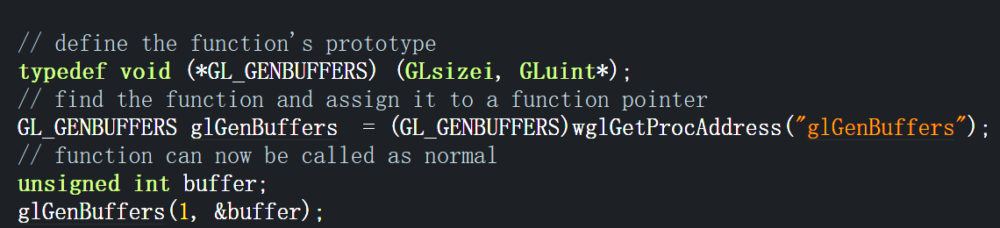 // define the function's prototype
typedef void (*GL_GENBUFFERS) (GLsizei, GLuint*);
// find the function and assign it to a function pointer
GL_GENBUFFERS glGenBuffers  = (GL_GENBUFFERS)wglGetProcAddress("glGenBuffers");
// function can now be called as normal
unsigned int buffer;
glGenBuffers(1, &buffer);